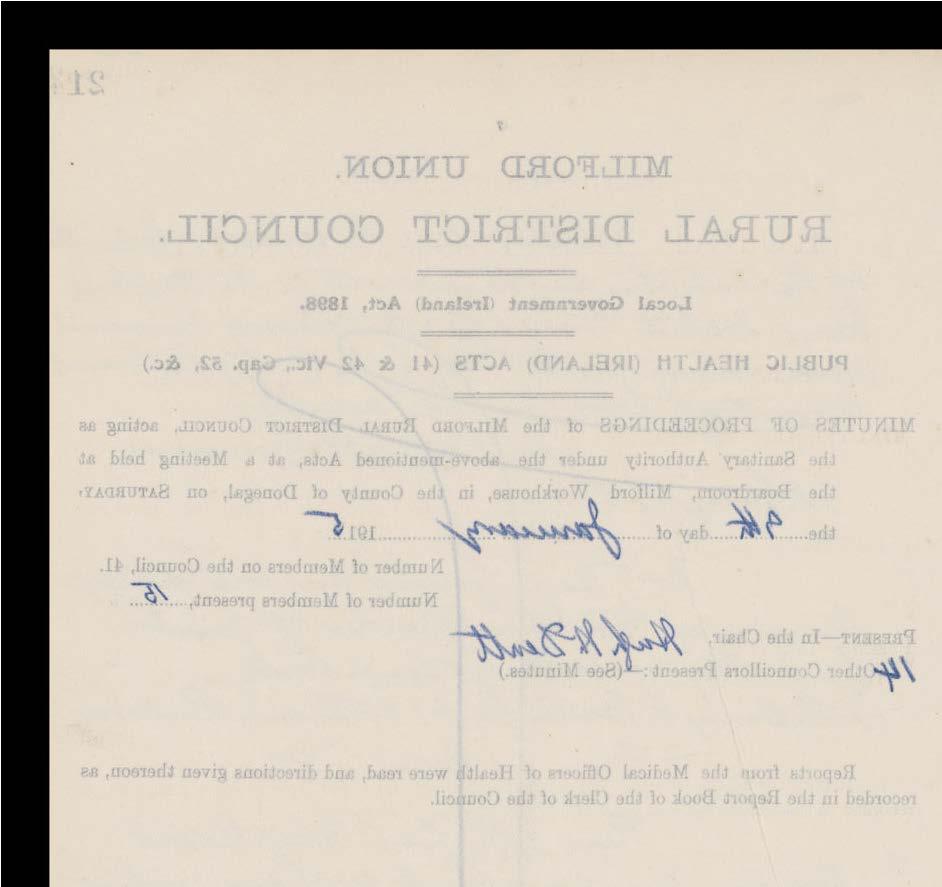 21
MILFORD UNION.
RURAL DISTRICT COUNCIL.
Local Government (Ireland) Act, 1898.
PUBLIC HEALTH (IRELAND) ACTS (41 & 42 Vic., Cap. 52, &c.)
MINUTES OF PROCEEDINGS of the MILFORD RURAL DISTRICT COUNCIL, acting as
the Sanitary Authority under the above-mentioned Acts, at a Meeting held at
the Boardroom, Milford Workhouse, in the County of Donegal, on SATURDAY,
the 9th day of January 1915
Number of Members on the Council, 41.
Number of Members present, 15
PRESENT—In the Chair, Hugh
14 Other Councillors Present:—(See Minutes.)
Reports from the Medical Officers of Health were read, and directions given thereon, as
recorded in the Report Book of the Clerk of the Council.